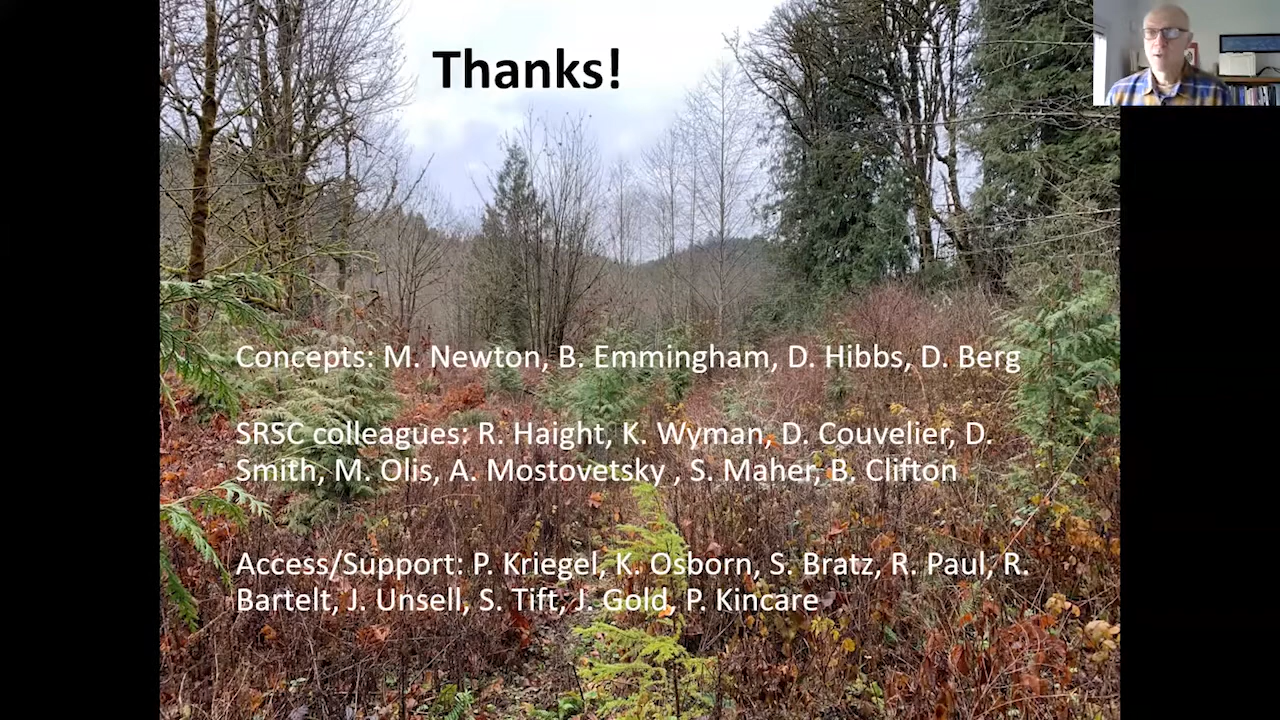 Thanks!
Concepts: M. Newton, B. Emmingham, D. Hibbs, D. Berg
SRSC colleagues: R. Haight, K. Wyman, D. Couvelier, D.
Smith, M. Olis, A. Mostovetsky , S. Maher, B. Clifton
Access/Support: P. Kriegel, K. Osborn, S. Bratz, R. Paul, R.
Bartelt, J. Unsell, S. Tift, J. Gold, P. Kincare